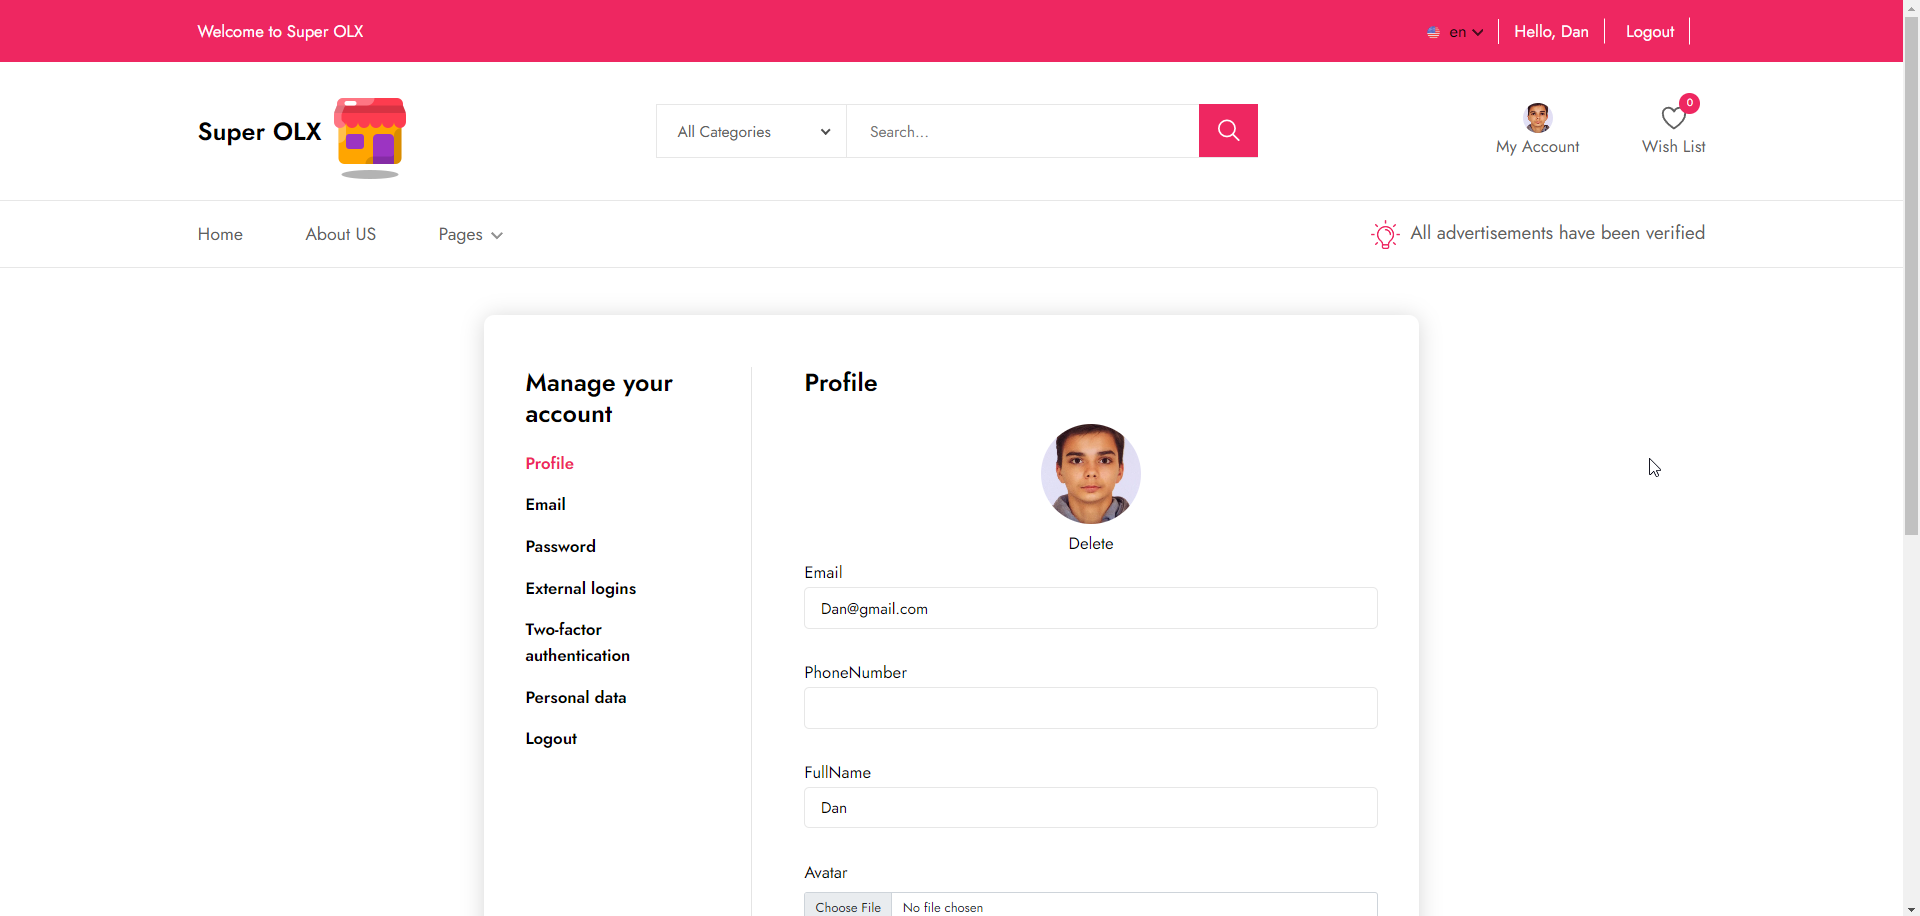 Welcome to Super OLX
en
Hello, Dan
Logout
Super OLX
All Categories
Search...
My Account
0
Wish List
Home
About US
Pages
All advertisements have been verified
Manage your
account
Profile
Email
Password
External logins
Two-factor
authentication
Personal data
Logout
Profile
Delete
Email
Dan@gmail.com
PhoneNumber
FullName
Dan
Avatar
Choose File
No file chosen